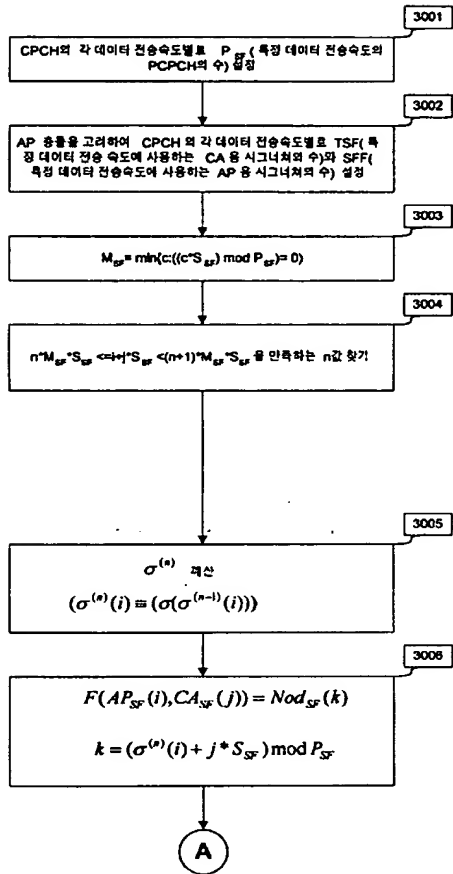 3001
CPCH의 각 데이터 전송속도별로 P_SF ( 특정 데이터 전송속도의
PCPCH의 수) 설정
3002
AP 충돌을 고려하여 CPCH 의 각 데이터 전송속도별로 TSF( 특
정 데이터 전송 속도에 사용하는 CA 용 시그너쳐의 수)와 SFF(
특정 데이터 전송속도에 사용하는 AP 용 시그너쳐의 수) 설정
3003
M_SF= min{c:((c*S_SF) mod P_SF)= 0)
3004
n*M_SF*S_SF <=i+j*S_SF <(n+1)*M_SF*S_SF 을 만족하는 n값 찾기
3005
σ^(n) 계산
(σ^(n)(i) ≡ (σ(σ^(n-1)(i)))
3006
F(AP_SF(i),CA_SF(j)) = Nod_SF(k)
k = (σ^(n)(i) + j * S_SF) mod P_SF
A